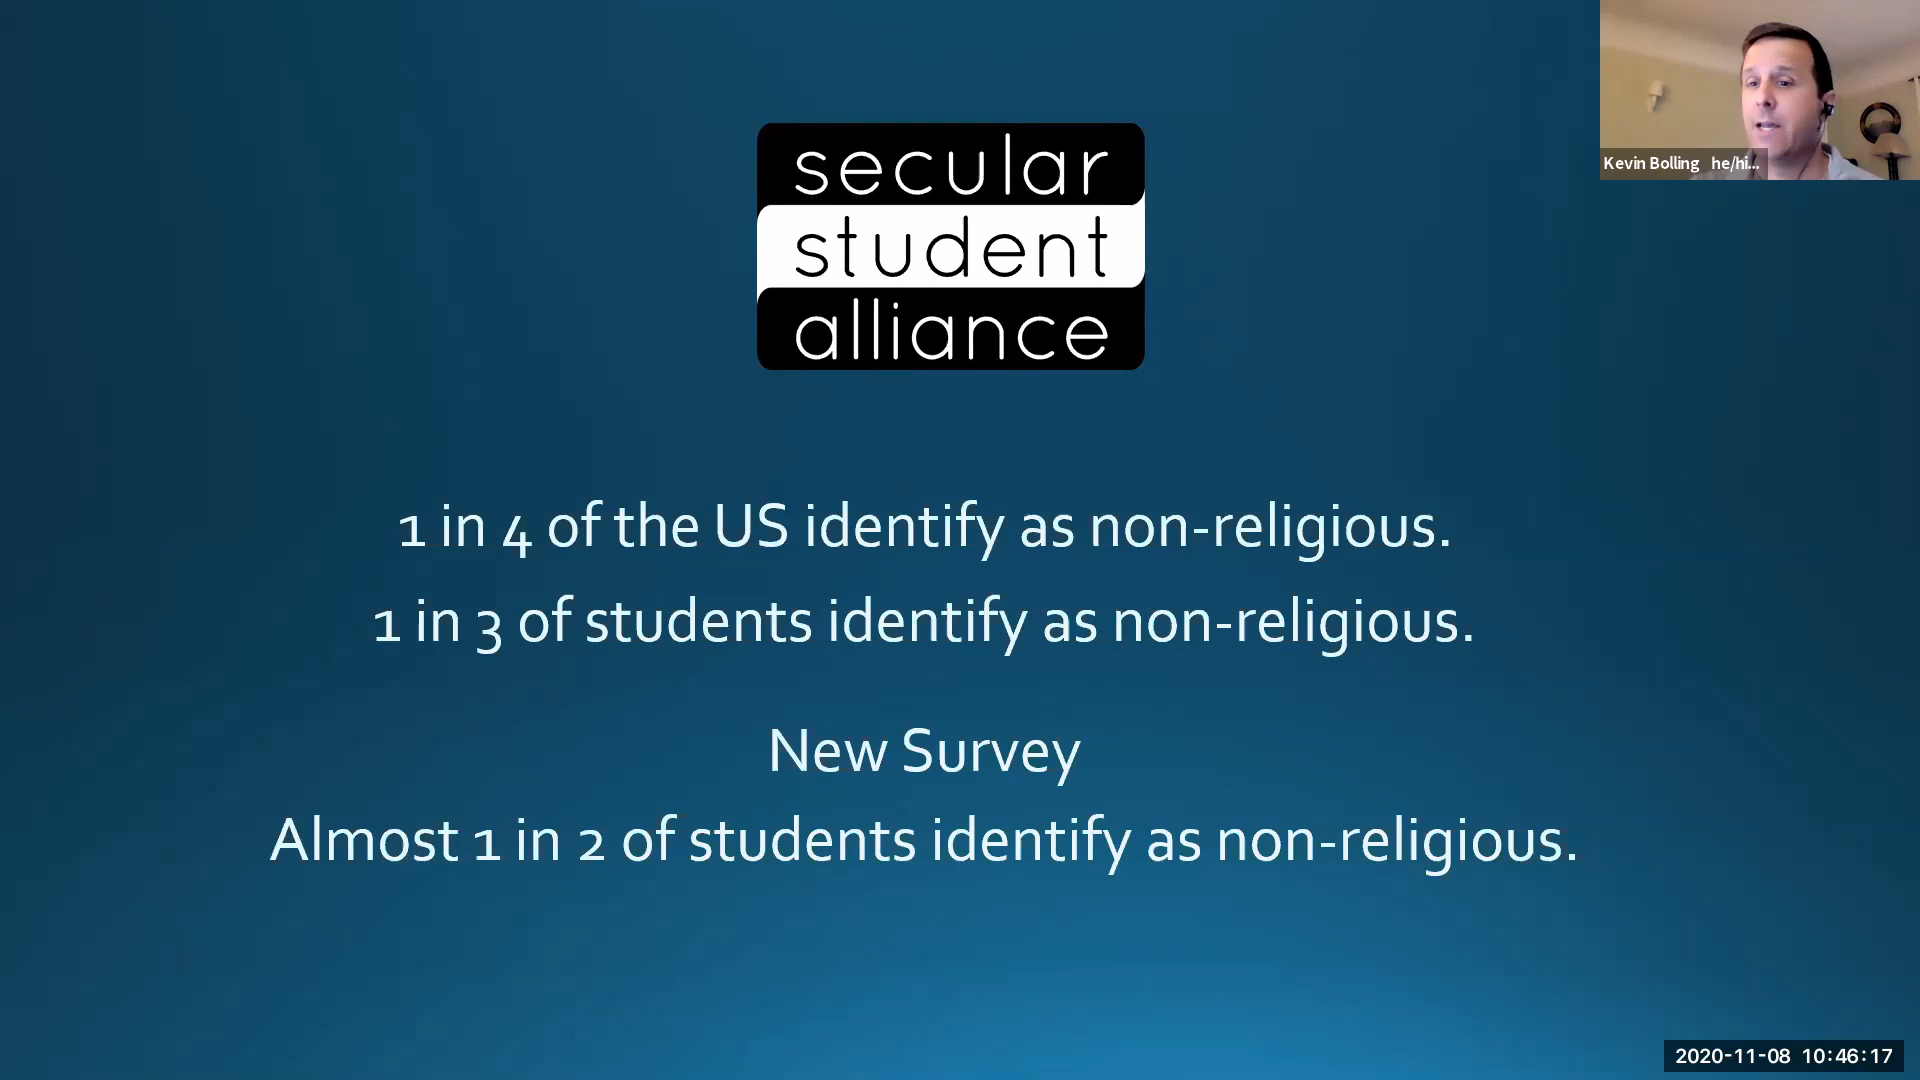 secular
student
alliance
Kevin Bolling he/hi...
1 in 4 of the US identify as non-religious.
1 in 3 of students identify as non-religious.
New Survey
Almost 1 in 2 of students identify as non-religious.
2020-11-08 10:46:17